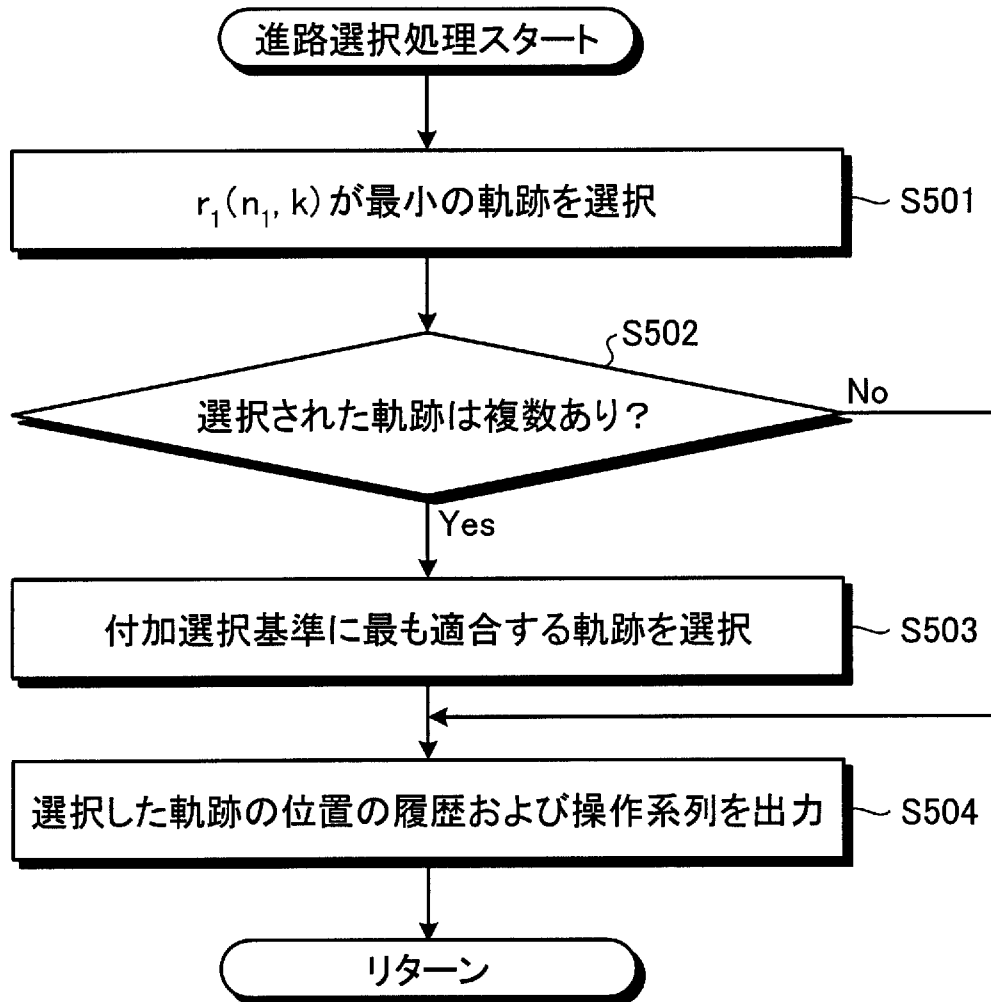 進路選択処理スタート
r₁(n₁, k)が最小の軌跡を選択
S501
S502
選択された軌跡は複数あり?
No
Yes
付加選択基準に最も適合する軌跡を選択
S503
選択した軌跡の位置の履歴および操作系列を出力
S504
リターン